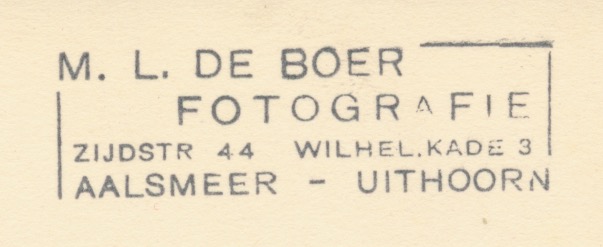 M. L. DE BOER
FOTOGRAFIE
ZIJDSTR 44 WILHEL.KADE 3
AALSMEER - UITHOORN